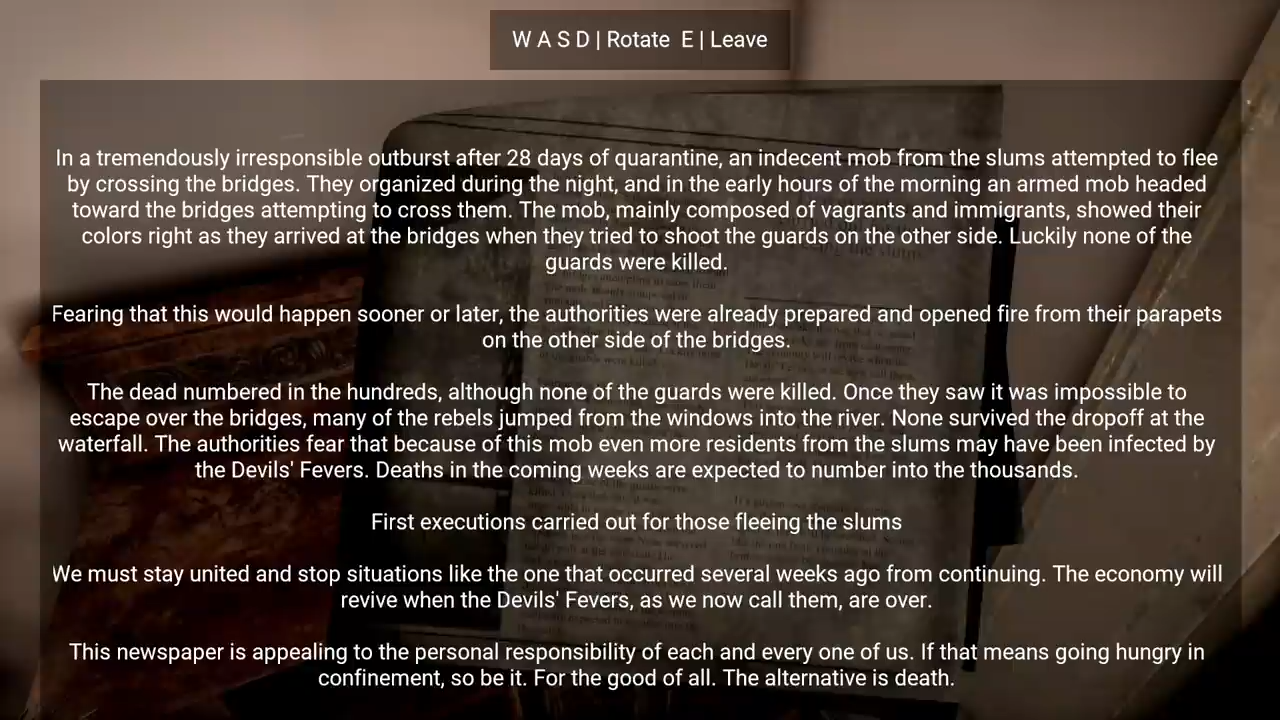 W A S D | Rotate E | Leave
In a tremendously irresponsible outburst after 28 days of quarantine, an indecent mob from the slums attempted to flee
by crossing the bridges. They organized during the night, and in the early hours of the morning an armed mob headed
toward the bridges attempting to cross them. The mob, mainly composed of vagrants and immigrants, showed their
colors right as they arrived at the bridges when they tried to shoot the guards on the other side. Luckily none of the
guards were killed.
Fearing that this would happen sooner or later, the authorities were already prepared and opened fire from their parapets
on the other side of the bridges.
The dead numbered in the hundreds, although none of the guards were killed. Once they saw it was impossible to
escape over the bridges, many of the rebels jumped from the windows into the river. None survived the dropoff at the
waterfall. The authorities fear that because of this mob even more residents from the slums may have been infected by
the Devils' Fevers. Deaths in the coming weeks are expected to number into the thousands.
First executions carried out for those fleeing the slums
We must stay united and stop situations like the one that occurred several weeks ago from continuing. The economy will
revive when the Devils' Fevers, as we now call them, are over.
This newspaper is appealing to the personal responsibility of each and every one of us. If that means going hungry in
confinement, so be it. For the good of all. The alternative is death.